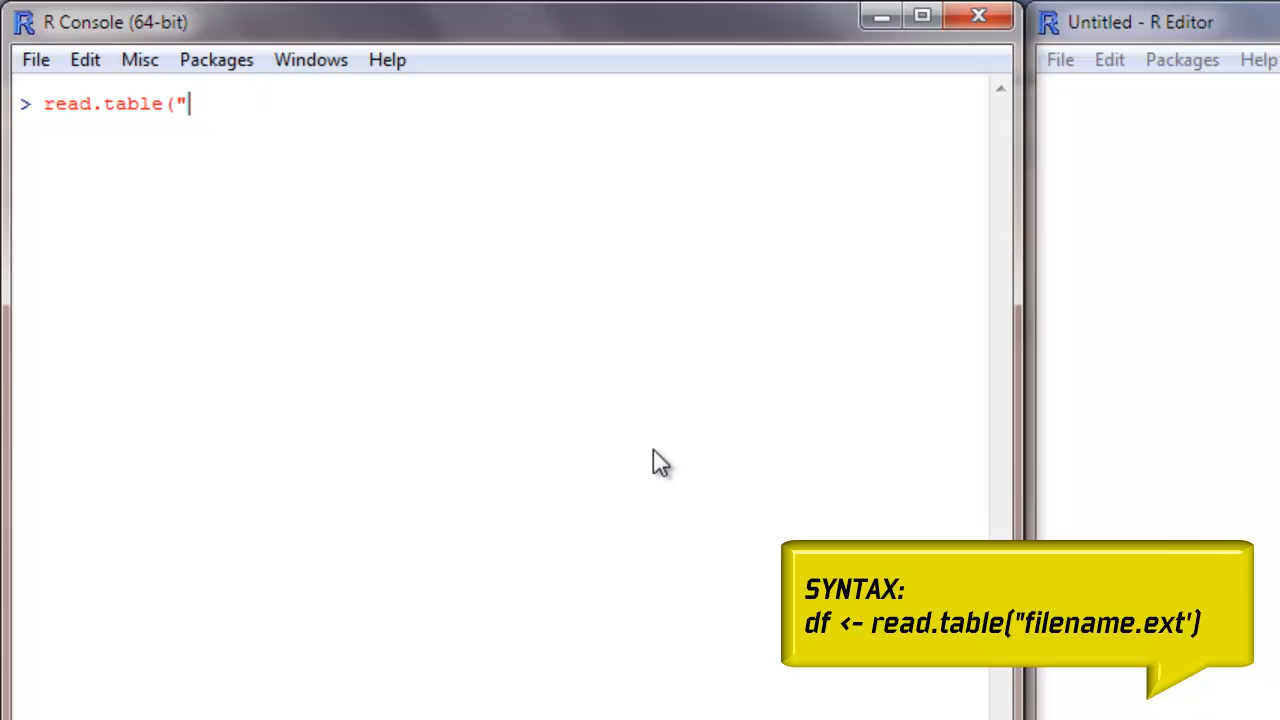 R Console (64-bit)
File Edit Misc Packages Windows Help
> read.table("
Untitled - R Editor
File Edit Packages Help
SYNTAX:
df <- read.table("filename.ext')